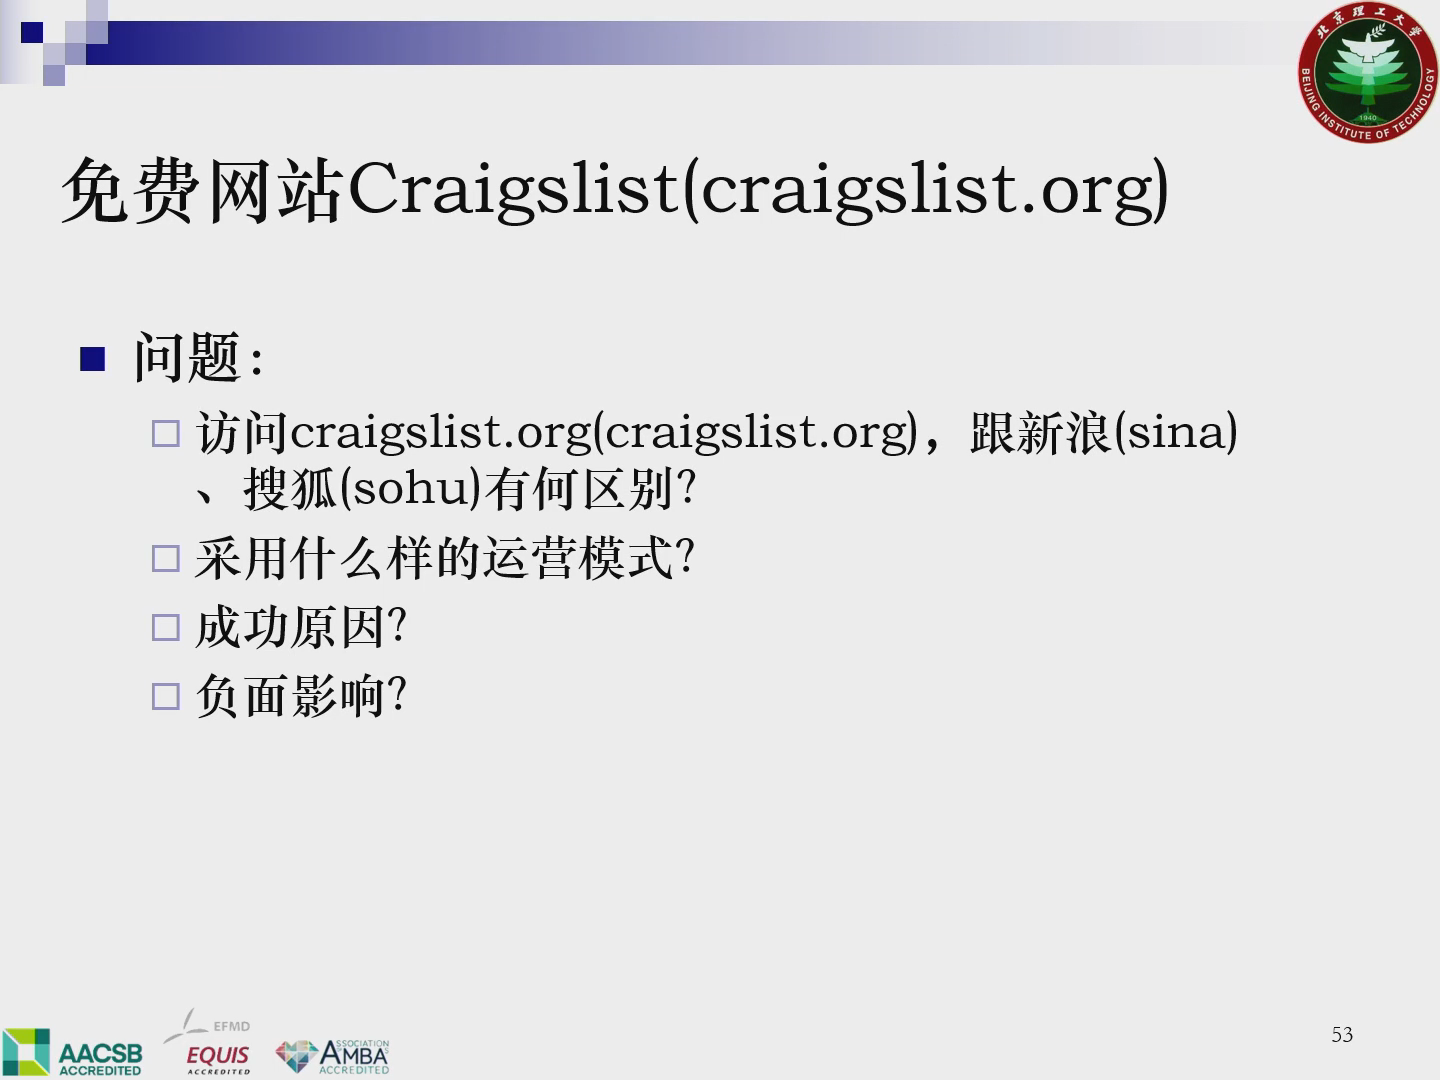 北京理工大学
BEIJING INSTITUTE OF TECHNOLOGY
1940
免费网站Craigslist(craigslist.org)
问题：
访问craigslist.org(craigslist.org)，跟新浪(sina)
、搜狐(sohu)有何区别？
采用什么样的运营模式？
成功原因？
负面影响？
AACSB
ACCREDITED
EFMD
EQUIS
ACCREDITED
ASSOCIATION
AMBA
ACCREDITED
53